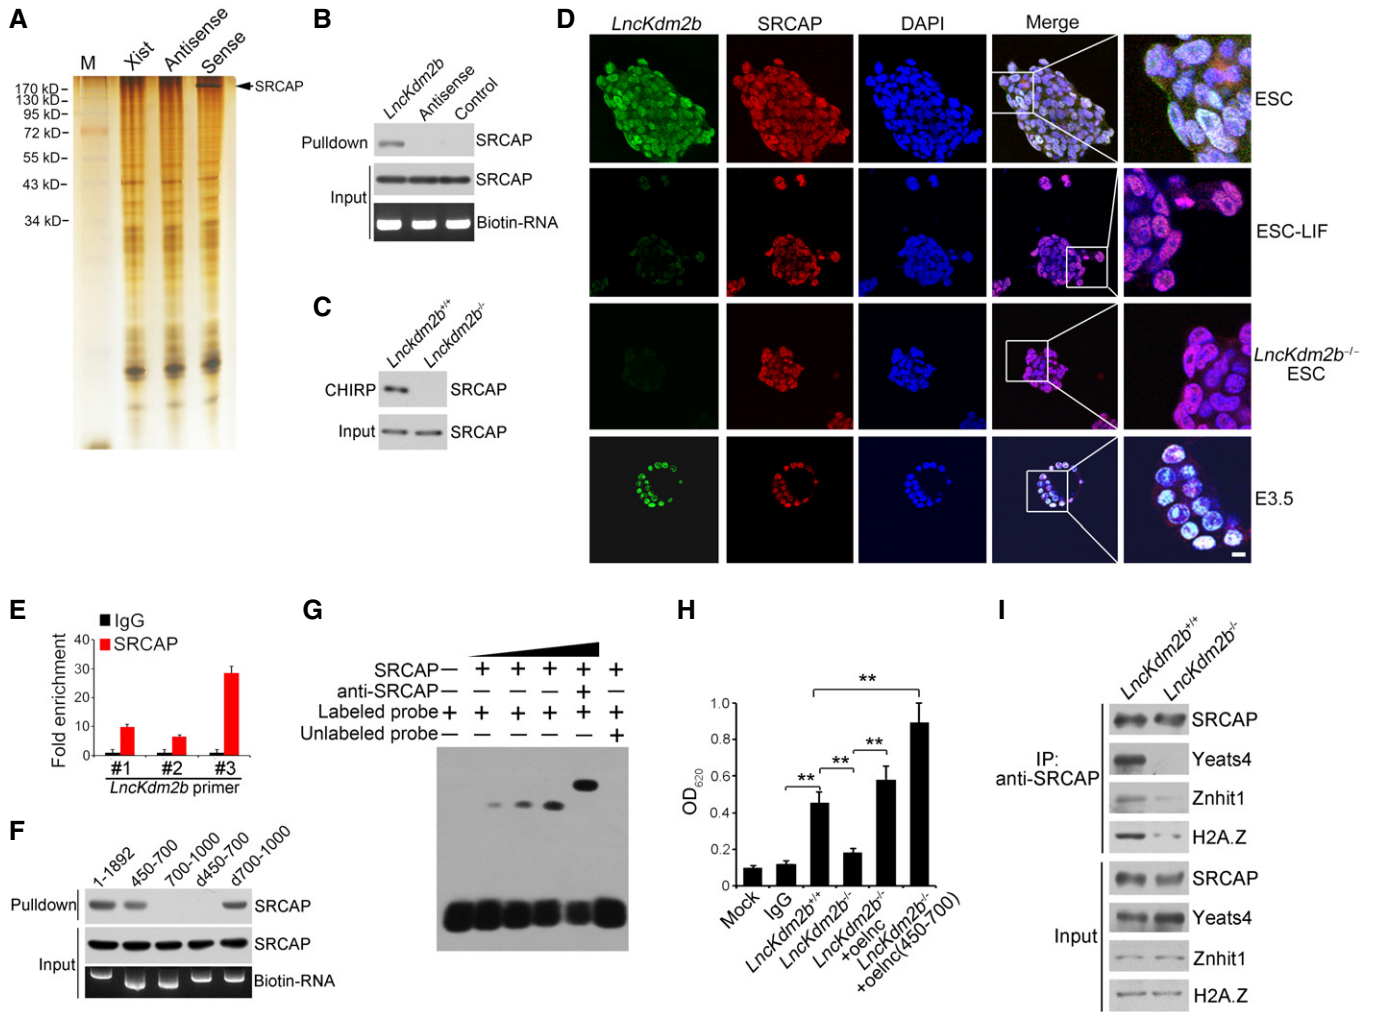 A
M
Xist
Antisense
Sense
170 kD
130 kD
95 kD
72 kD
55 kD
43 kD
34 kD
SRCAP
B
LncKdm2b
Antisense
Control
Pulldown
SRCAP
Input
SRCAP
Biotin-RNA
C
Lnckdm2b+/+
Lnckdm2b-/-
CHIRP
SRCAP
Input
SRCAP
D
LncKdm2b
SRCAP
DAPI
Merge
ESC
ESC-LIF
LncKdm2b-/-
ESC
E3.5
E
IgG
SRCAP
Fold enrichment
40
30
20
10
0
#1
#2
#3
LncKdm2b primer
F
1-1892
450-700
700-1000
d450-700
d700-1000
Pulldown
SRCAP
Input
SRCAP
Biotin-RNA
G
SRCAP — + + + + +
anti-SRCAP — — — — + —
Labeled probe + + + + + +
Unlabeled probe — — — — — +
H
OD620
1.0
0.8
0.6
0.4
0.2
0
**
**
**
**
Mock
IgG
LncKdm2b+/+
LncKdm2b-/-
LncKdm2b-/-
+oelnc
LncKdm2b-/-
+oelnc(450-700)
I
LncKdm2b+/+
LncKdm2b-/-
IP:
anti-SRCAP
SRCAP
Yeats4
Znhit1
H2A.Z
Input
SRCAP
Yeats4
Znhit1
H2A.Z